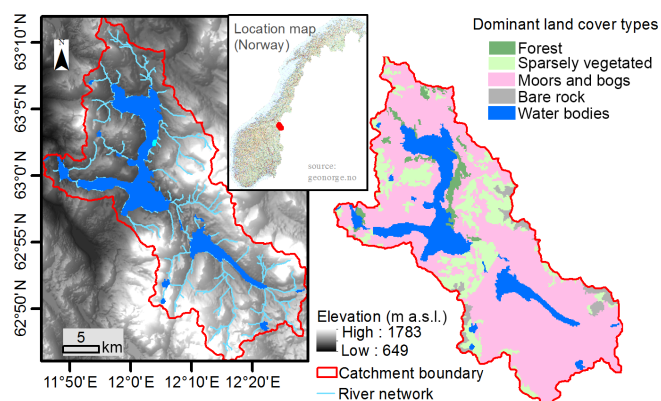 Location map
(Norway)
source:
geonorge.no
N
63°10'N
63°5'N
63°0'N
62°55'N
62°50'N
5
km
11°50'E
12°0'E
12°10'E
12°20'E
Elevation (m a.s.l.)
High : 1783
Low : 649
Catchment boundary
River network
Dominant land cover types
Forest
Sparsely vegetated
Moors and bogs
Bare rock
Water bodies